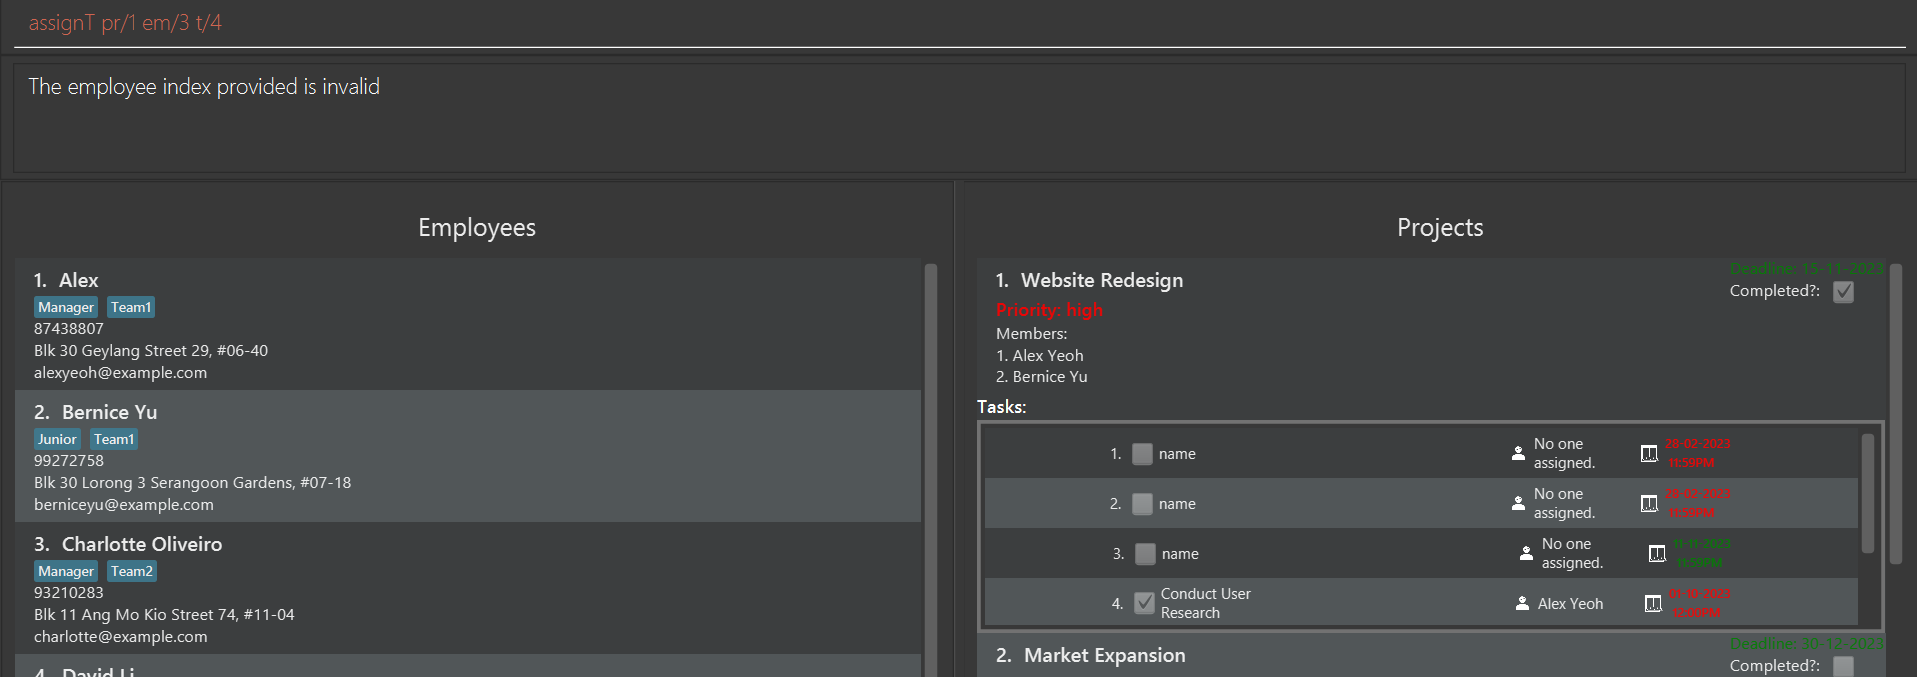 assignT pr/1 em/3 t/4
The employee index provided is invalid
Employees
1. Alex
Manager Team1
87438807
Blk 30 Geylang Street 29, #06-40
alexyeoh@example.com
2. Bernice Yu
Junior Team1
99272758
Blk 30 Lorong 3 Serangoon Gardens, #07-18
berniceyu@example.com
3. Charlotte Oliveiro
Manager Team2
93210283
Blk 11 Ang Mo Kio Street 74, #11-04
charlotte@example.com
4. David Li
Projects
1. Website Redesign
Deadline: 15-11-2023
Completed?:
Priority: high
Members:
1. Alex Yeoh
2. Bernice Yu
Tasks:
1. name
No one
assigned.
28-02-2023
11:59PM
2. name
No one
assigned.
11:59PM
3. name
No one
assigned.
11-11-2023
11:59PM
4. Conduct User
Research
Alex Yeoh
12:00PM
2. Market Expansion
Deadline: 30-12-2023
Completed?: